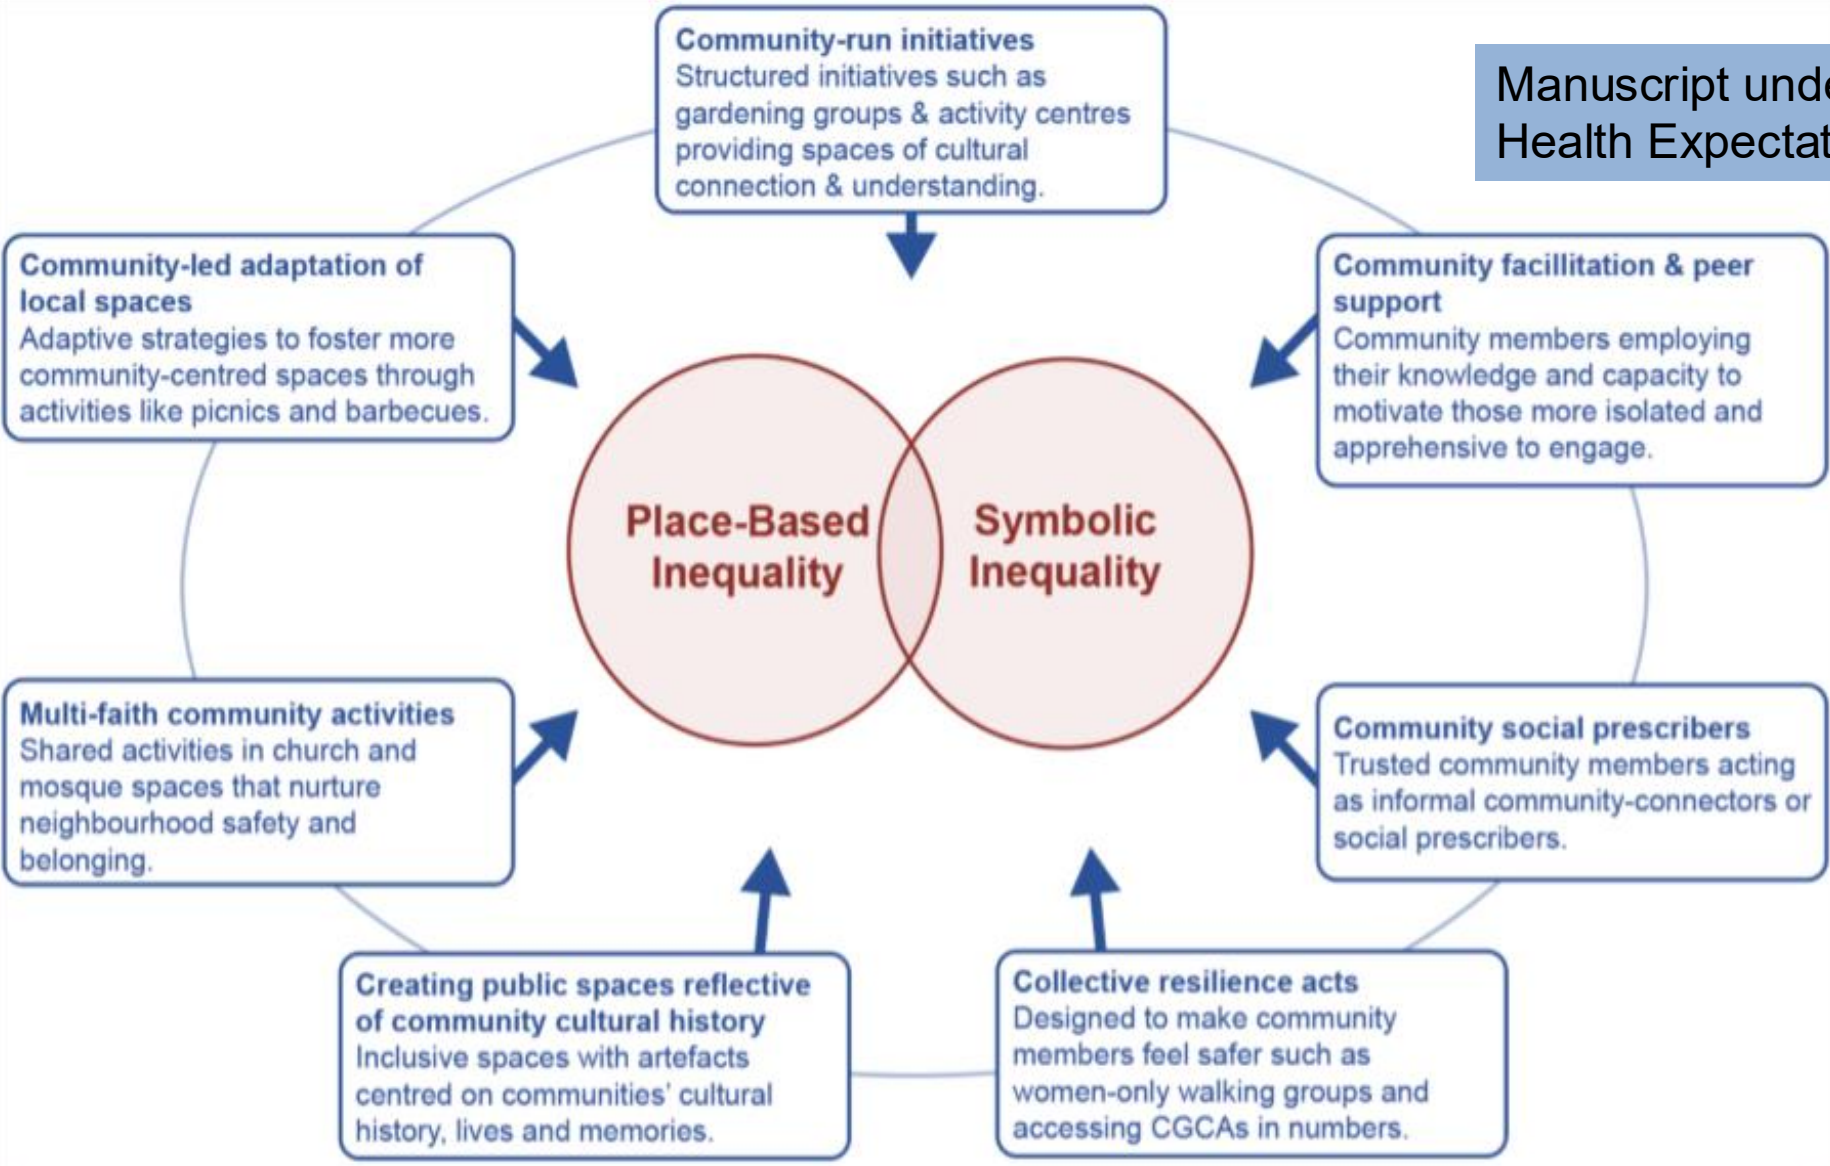 Community-run initiatives
Structured initiatives such as
gardening groups & activity centres
providing spaces of cultural
connection & understanding.
Manuscript unde
Health Expectat
Community-led adaptation of
local spaces
Adaptive strategies to foster more
community-centred spaces through
activities like picnics and barbecues.
Community facillitation & peer
support
Community members employing
their knowledge and capacity to
motivate those more isolated and
apprehensive to engage.
Place-Based
Inequality
Symbolic
Inequality
Multi-faith community activities
Shared activities in church and
mosque spaces that nurture
neighbourhood safety and
belonging.
Community social prescribers
Trusted community members acting
as informal community-connectors or
social prescribers.
Creating public spaces reflective
of community cultural history
Inclusive spaces with artefacts
centred on communities' cultural
history, lives and memories.
Collective resilience acts
Designed to make community
members feel safer such as
women-only walking groups and
accessing CGCAs in numbers.